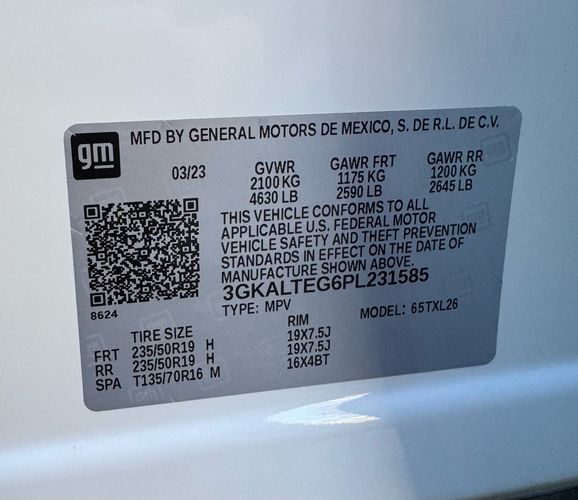 gm
MFD BY GENERAL MOTORS DE MEXICO, S. DE R.L. DE C.V.
03/23 GVWR GAWR FRT GAWR RR
2100 KG 1175 KG 1200 KG
4630 LB 2590 LB 2645 LB
THIS VEHICLE CONFORMS TO ALL
APPLICABLE U.S. FEDERAL MOTOR
VEHICLE SAFETY AND THEFT PREVENTION
STANDARDS IN EFFECT ON THE DATE OF
MANUFACTURE SHOWN ABOVE.
3GKALTEG6PL231585
TYPE: MPV MODEL: 65TXL26
8624
TIRE SIZE RIM
FRT 235/50R19 H 19X7.5J
RR 235/50R19 H 19X7.5J
SPA T135/70R16 M 16X4BT